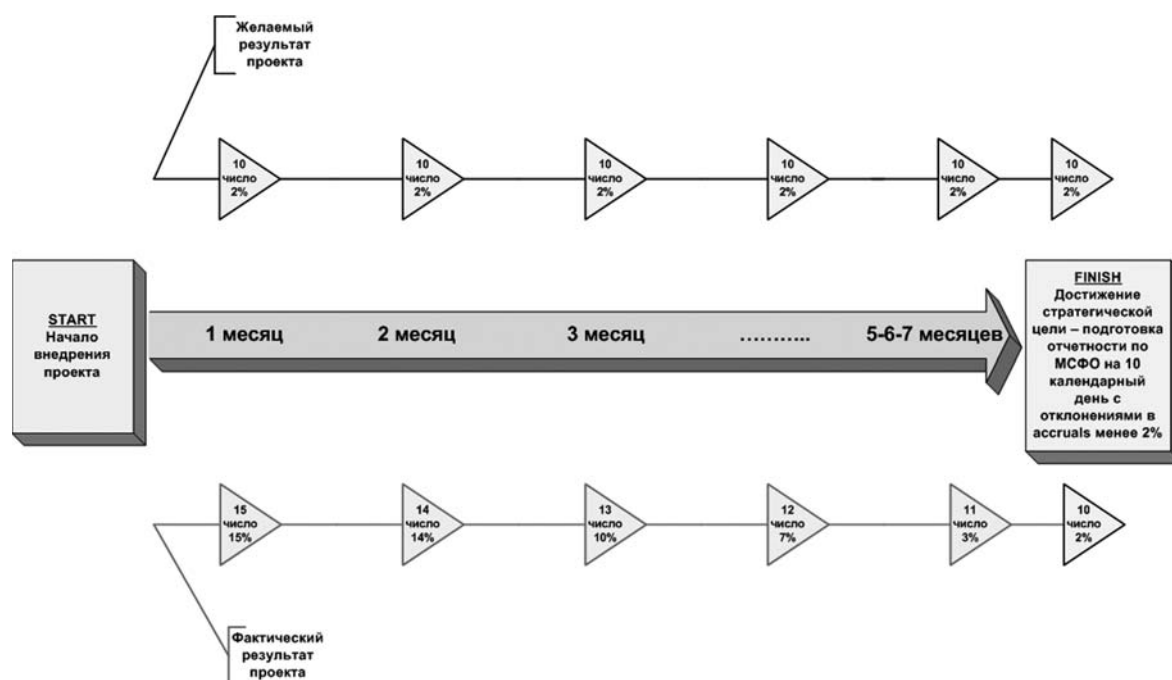 Желаемый
результат
проекта
10
число
2%
10
число
2%
10
число
2%
10
число
2%
10
число
2%
10
число
2%
START
Начало
внедрения
проекта
1 месяц
2 месяц
3 месяц
………...
5-6-7 месяцев
FINISH
Достижение
стратегической
цели – подготовка
отчетности по
МСФО на 10
календарный
день с
отклонениями в
accruals менее 2%
15
число
15%
14
число
14%
13
число
10%
12
число
7%
11
число
3%
10
число
2%
Фактический
результат
проекта